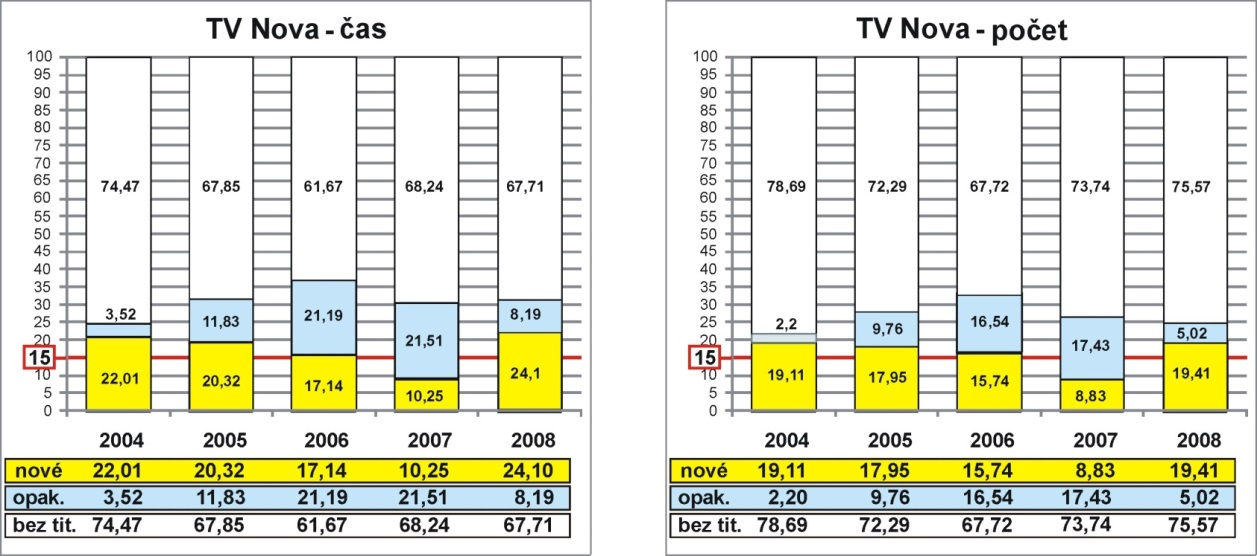 TV Nova - čas
100
95
90
85
80
75
70
65
60
55
50
45
40
35
30
25
20
15
10
5
0
74,47 67,85 61,67 68,24 67,71
3,52 11,83 21,19 21,51 8,19
22,01 20,32 17,14 10,25 24,1
2004 2005 2006 2007 2008
nové 22,01 20,32 17,14 10,25 24,10
opak. 3,52 11,83 21,19 21,51 8,19
bez tit. 74,47 67,85 61,67 68,24 67,71
TV Nova - počet
100
95
90
85
80
75
70
65
60
55
50
45
40
35
30
25
20
15
10
5
0
78,69 72,29 67,72 73,74 75,57
2,2 9,76 16,54 17,43 5,02
19,11 17,95 15,74 8,83 19,41
2004 2005 2006 2007 2008
nové 19,11 17,95 15,74 8,83 19,41
opak. 2,20 9,76 16,54 17,43 5,02
bez tit. 78,69 72,29 67,72 73,74 75,57